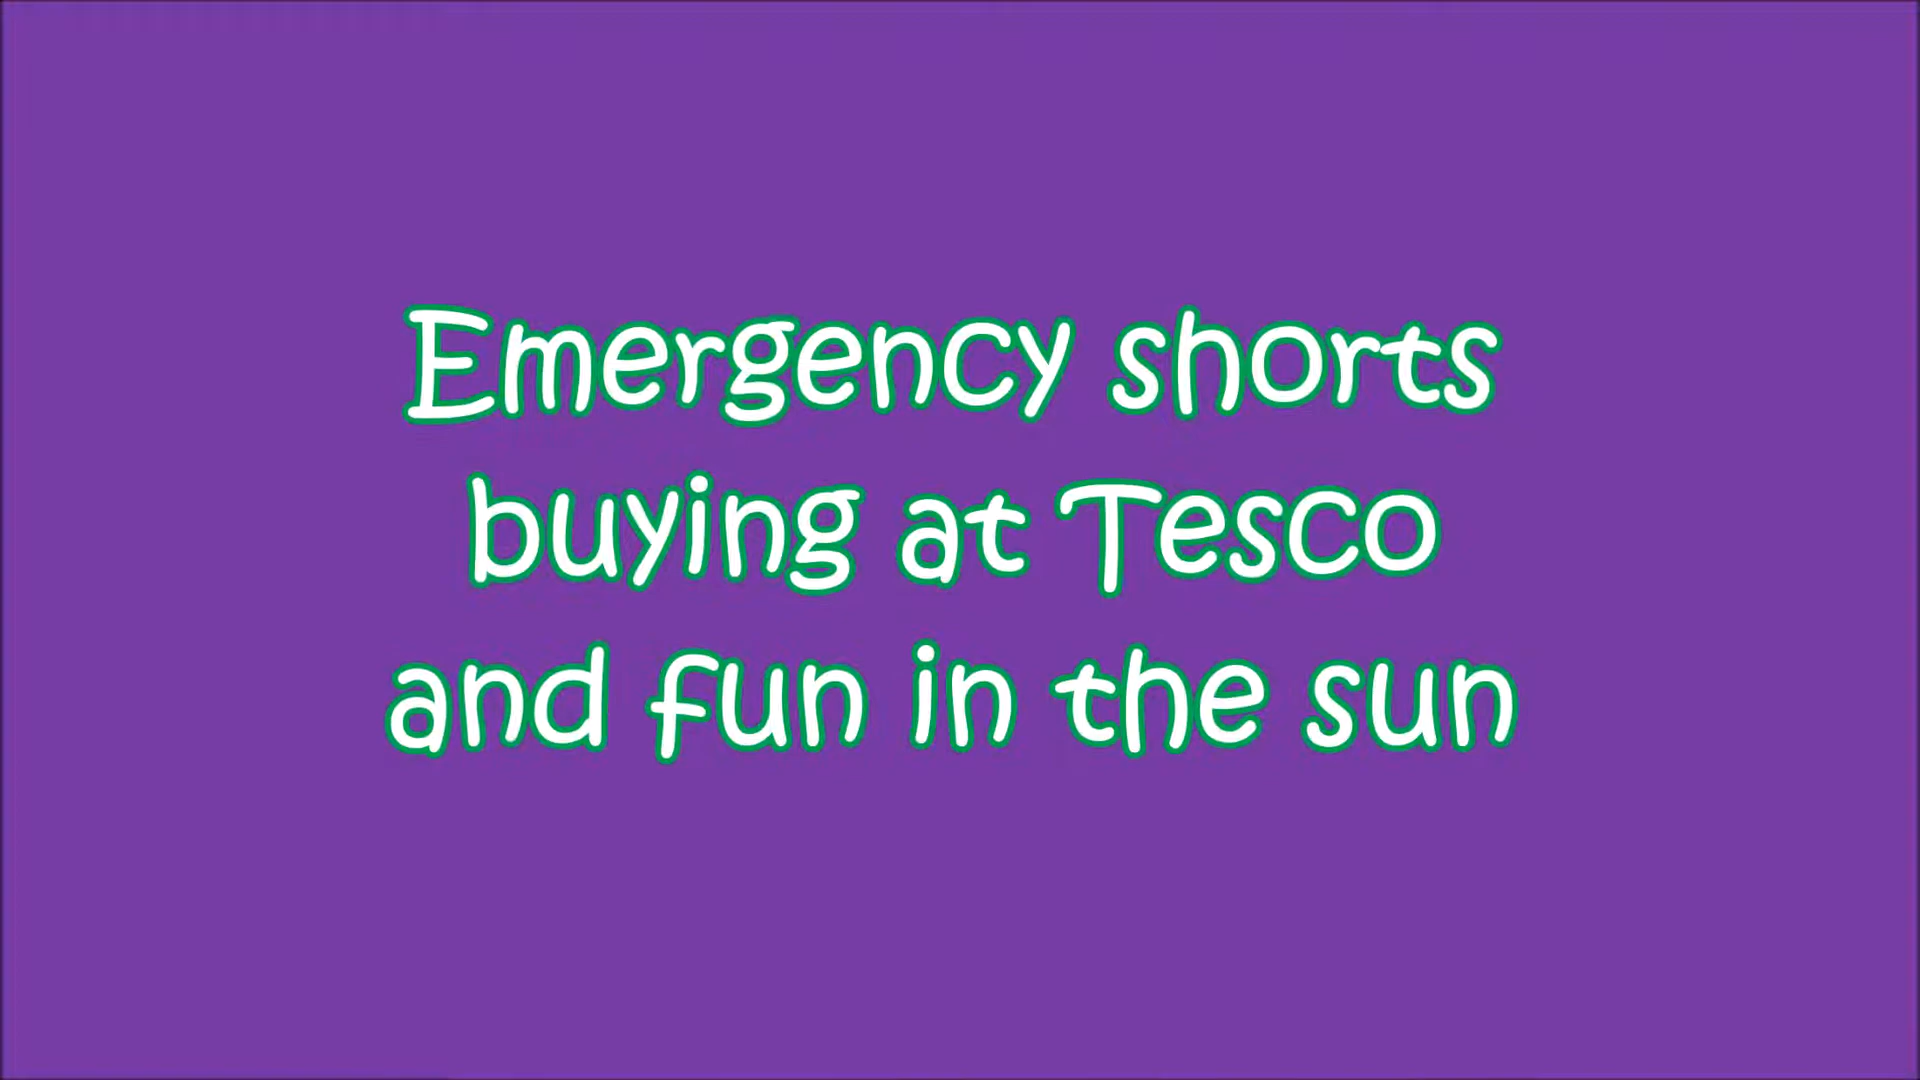 Emergency shorts
buying at Tesco
and fun in the sun